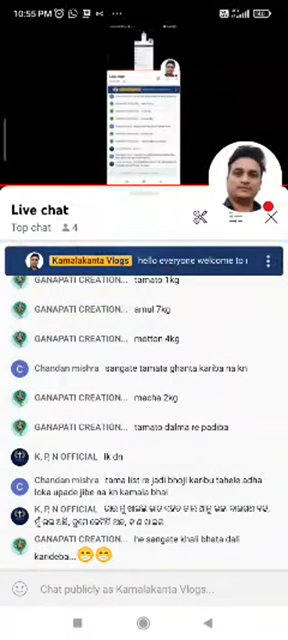 10:55 PM
Live chat
Top chat 4
Kamalakanta Vlogs hello everyone welcome to
GANAPATI CREATION... tamato 1kg
GANAPATI CREATION... amul 7kg
GANAPATI CREATION... motton 4kg
Chandan mishra sangate tamata ghanta kariba na kn
GANAPATI CREATION... macha 2kg
GANAPATI CREATION... tamato dalma re padiba
K. P, N OFFICIAL Ik dn
Chandan mishra tama list re jadi bhoji karibu tahele adha
loka upade jibe na kn kamala bhai
K. P, N OFFICIAL
GANAPATI CREATION... he sangate khali bhata dali
karideba...😁😁
Chat publicly as Kamalakanta Vlogs...